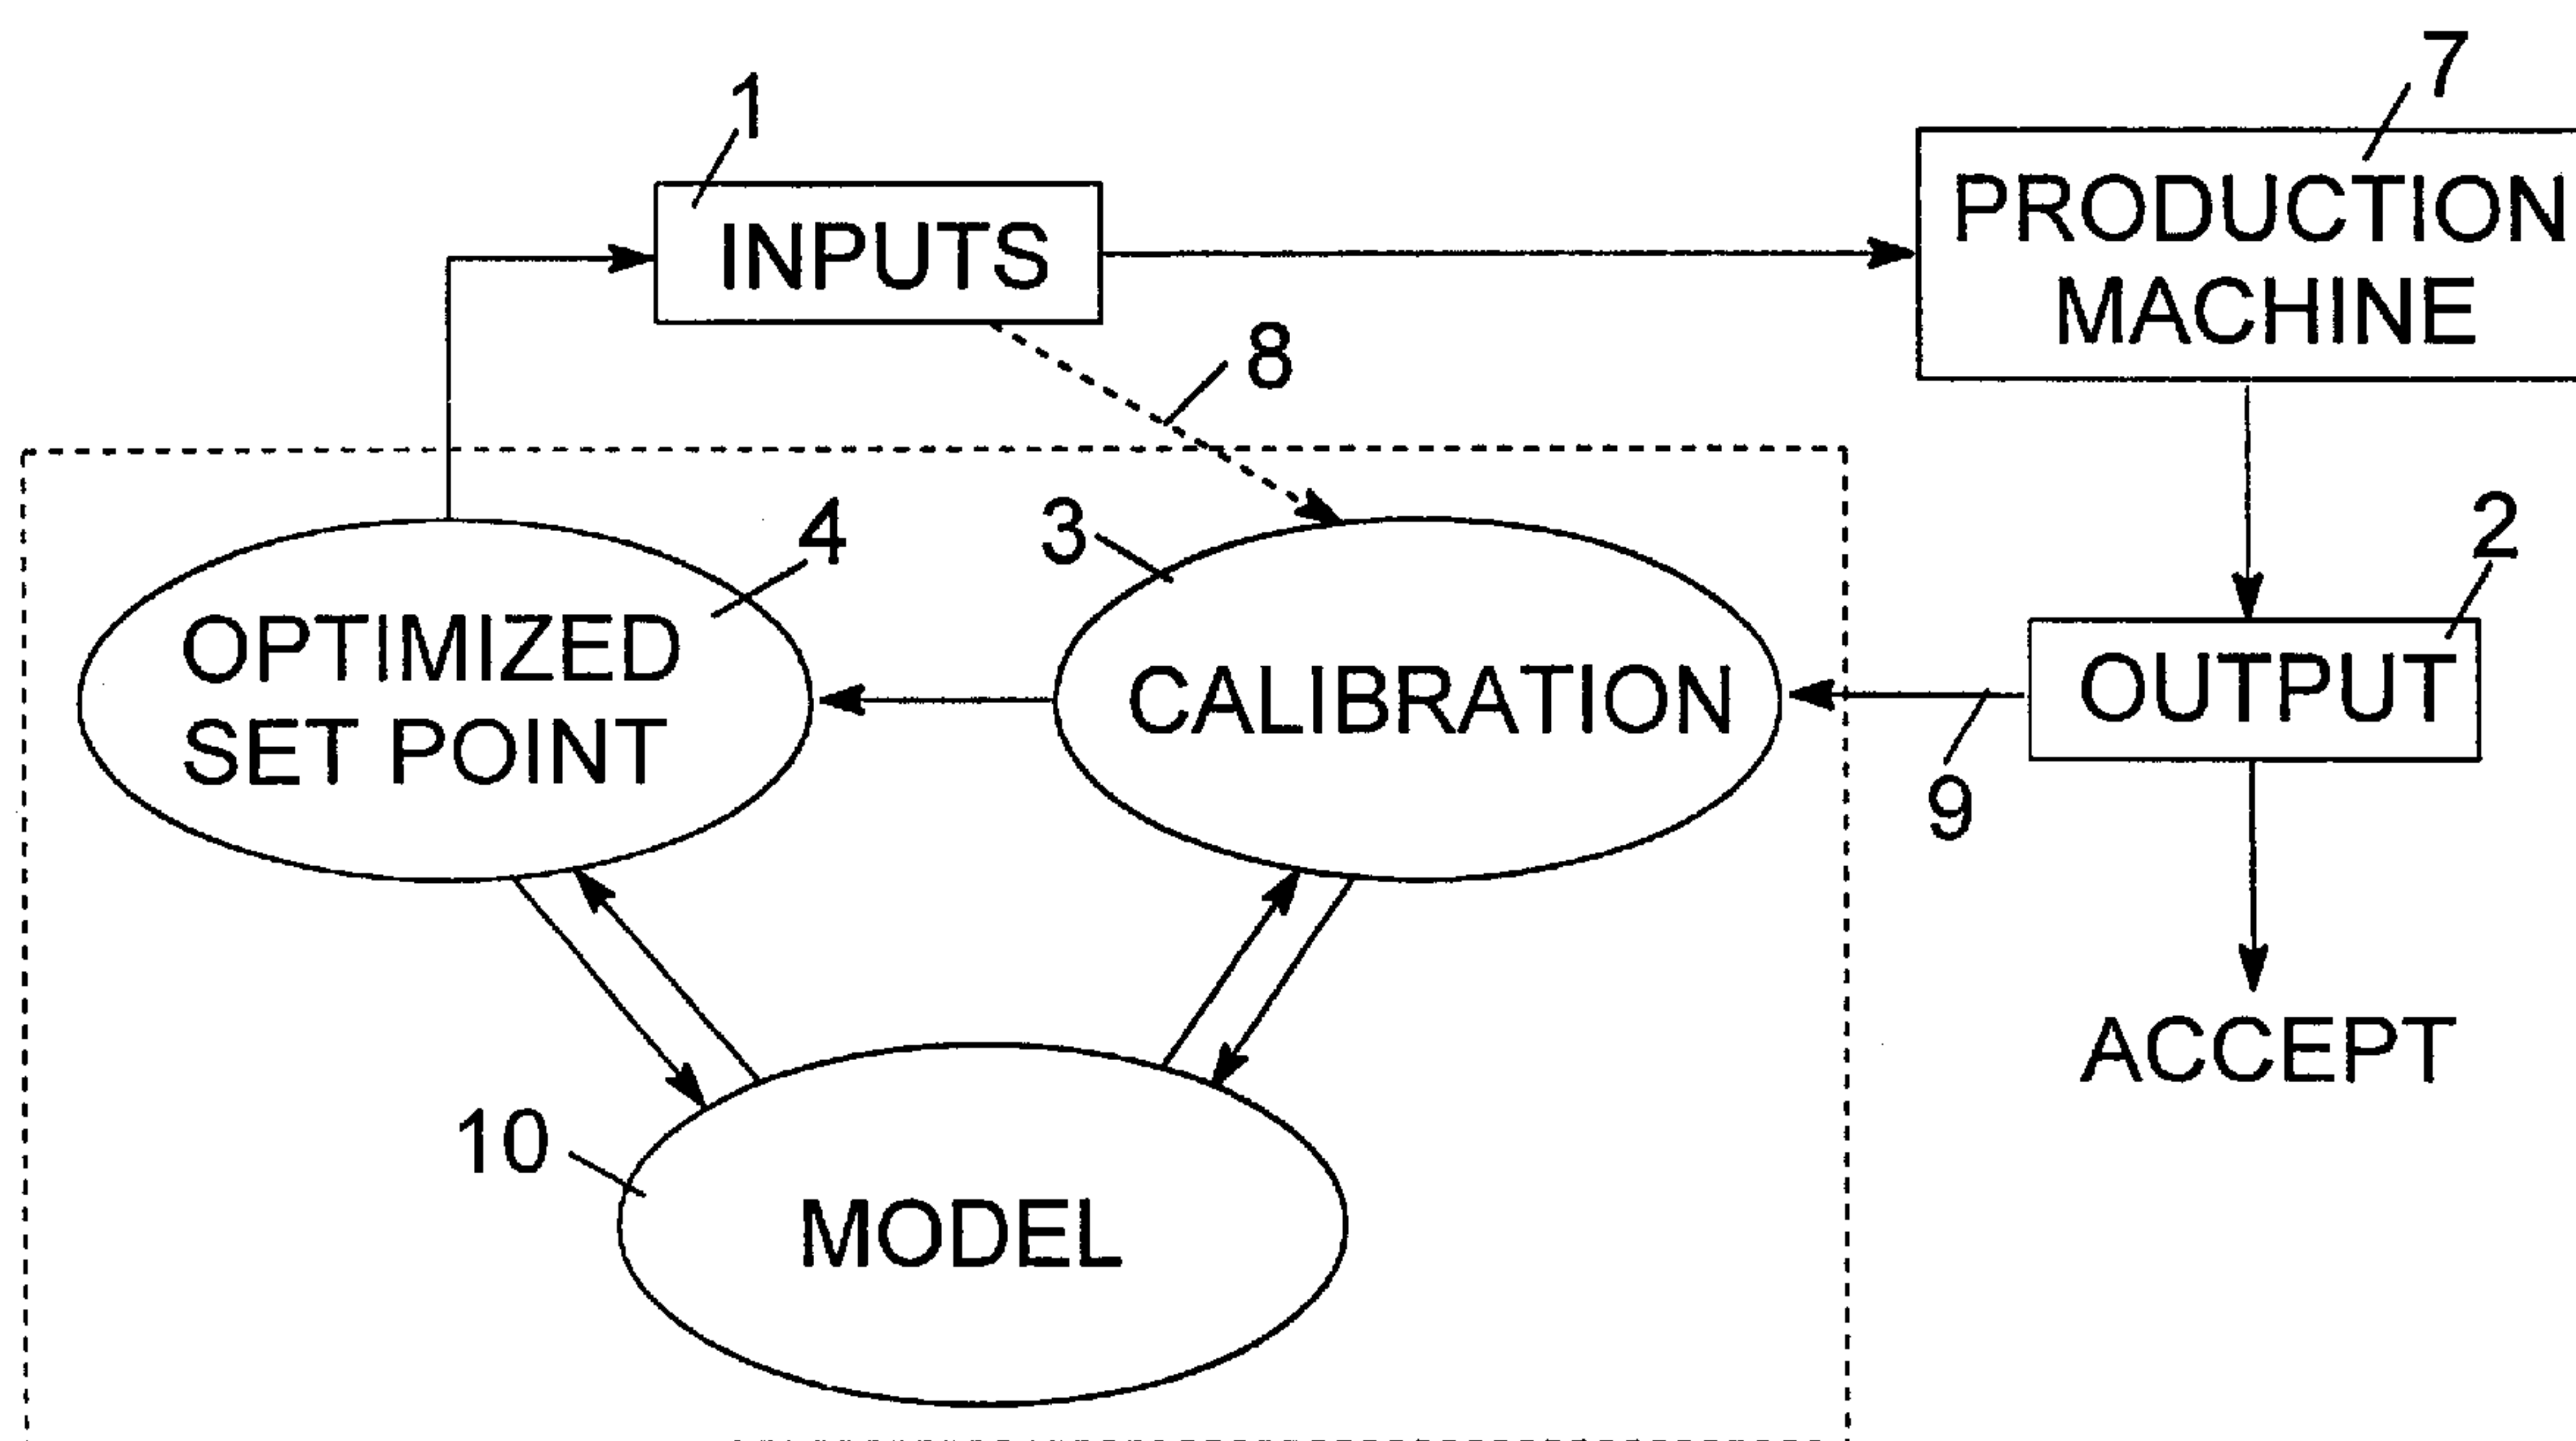 1
7
INPUTS
PRODUCTION
MACHINE
8
4
3
2
OPTIMIZED
SET POINT
CALIBRATION
OUTPUT
9
ACCEPT
10
MODEL